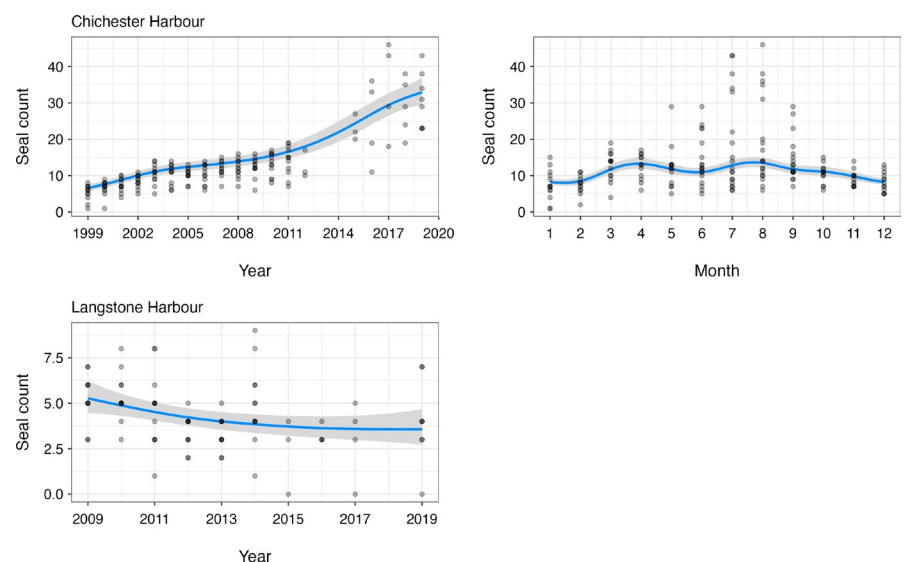 Chichester Harbour
Seal count
40
30
20
10
0
1999 2002 2005 2008 2011 2014 2017 2020
Year
Seal count
40
30
20
10
0
1 2 3 4 5 6 7 8 9 10 11 12
Month
Langstone Harbour
Seal count
7.5
5.0
2.5
0.0
2009 2011 2013 2015 2017 2019
Year